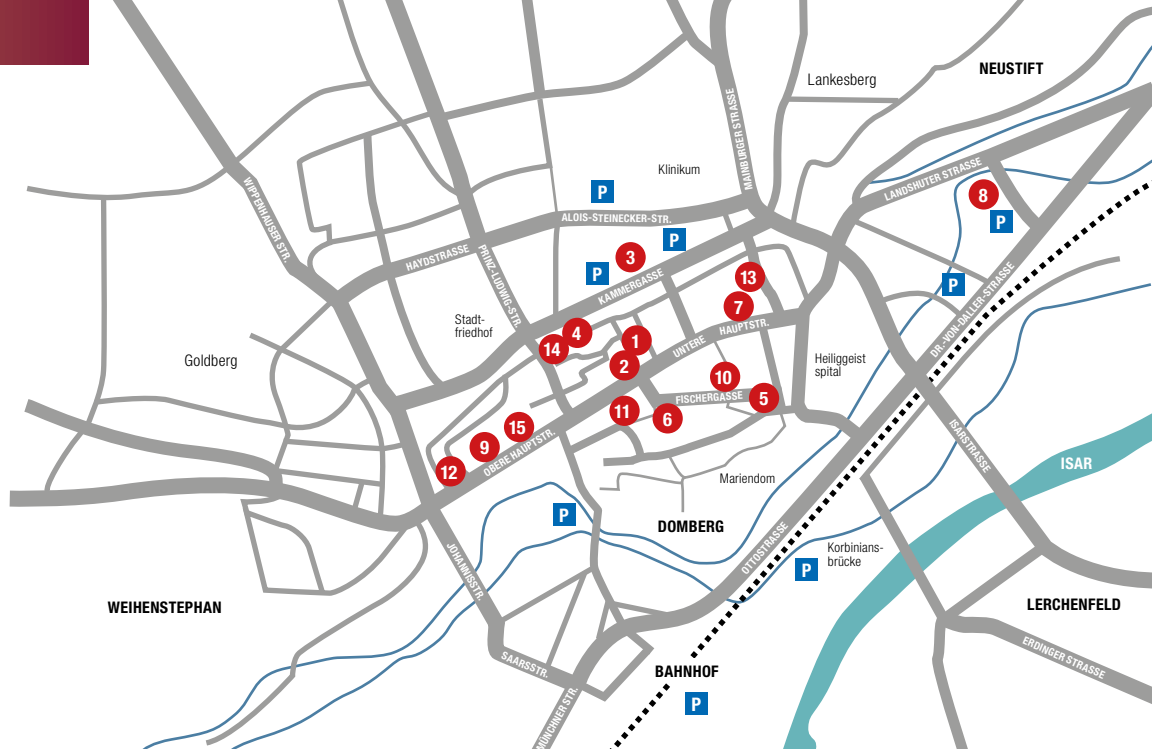 NEUSTIFT
Lankesberg
MAINBURGER STRASSE
Klinikum
LANDSHUTER STRASSE
WIPPENHAUSER STR.
P
8
ALOIS-STEINECKER-STR.
P
P
HAYDSTRASSE
PRINZ-LUDWIG-STR.
3
P
KAMMERGASSE
13
P
7
DR.-VON-DALLER-STRASSE
Stadt-
friedhof
4
14
1
2
UNTERE
HAUPTSTR.
Goldberg
Heiliggeist
spital
10
FISCHERGASSE
5
11
6
15
9
12
OBERE HAUPTSTR.
ISARSTRASSE
ISAR
Mariendom
P
DOMBERG
OTTOSTRASSE
JOHANNISSTR.
P
Korbinians-
brücke
WEIHENSTEPHAN
LERCHENFELD
SAARSSTR.
ERDINGER STRASSE
BAHNHOF
P
MÜNCHNER STR.